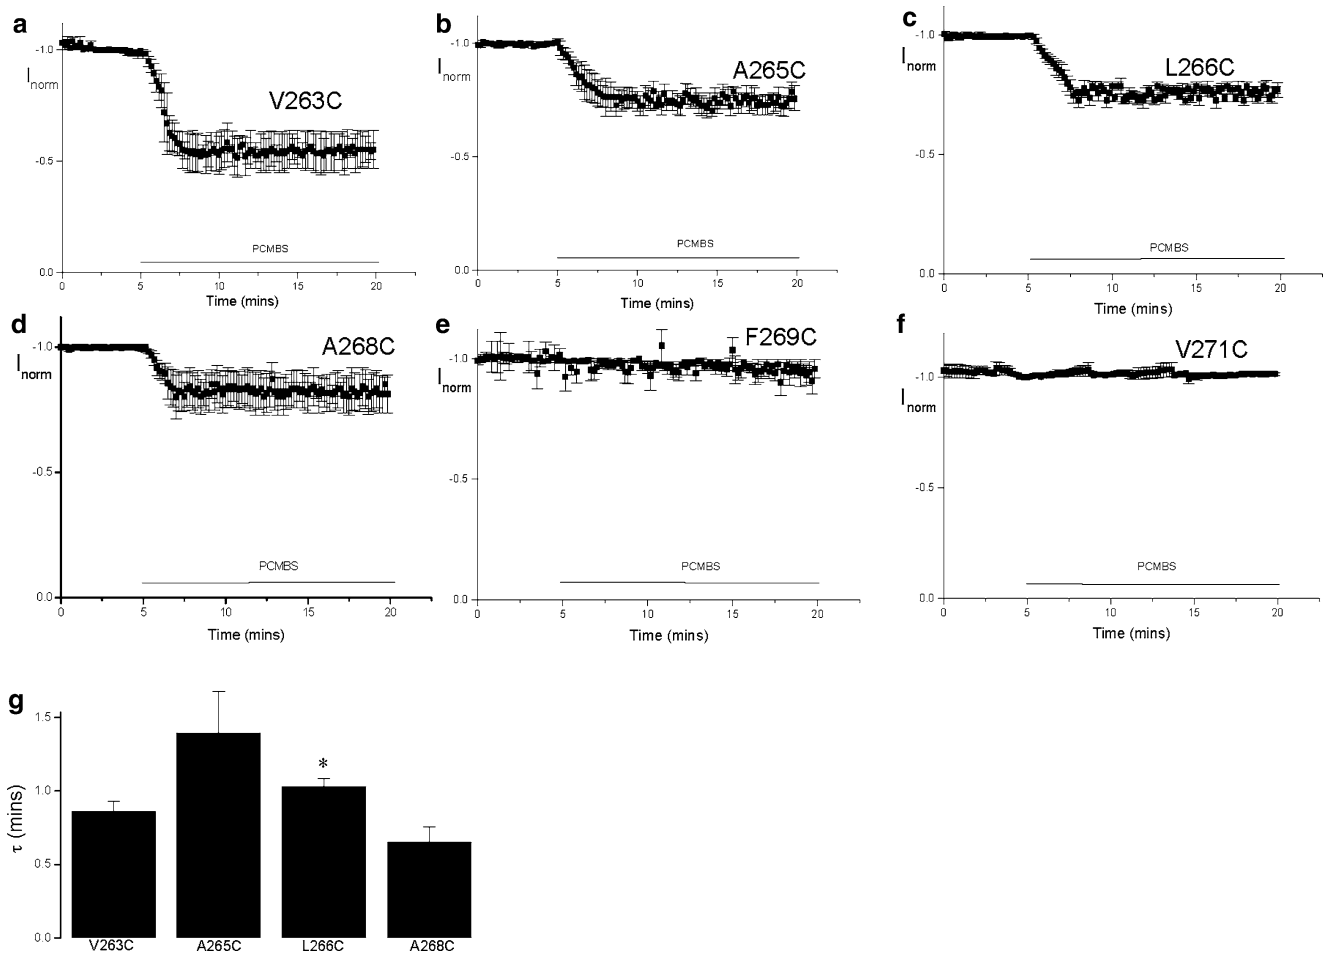 a
-1.0
I norm
V263C
-0.5
PCMBS
0.0
0 5 10 15 20
Time (mins)
b
-1.0
I norm
A265C
-0.5
PCMBS
0.0
0 5 10 15 20
Time (mins)
c
-1.0
I norm
L266C
-0.5
PCMBS
0.0
0 5 10 15 20
Time (mins)
d
-1.0
I norm
A268C
-0.5
PCMBS
0.0
0 5 10 15 20
Time (mins)
e
-1.0
I norm
F269C
-0.5
PCMBS
0.0
0 5 10 15 20
Time (mins)
f
-1.0
I norm
V271C
-0.5
PCMBS
0.0
0 5 10 15 20
Time (mins)
g
1.5
*
1.0
τ (mins)
0.5
0.0
V263C A265C L266C A268C